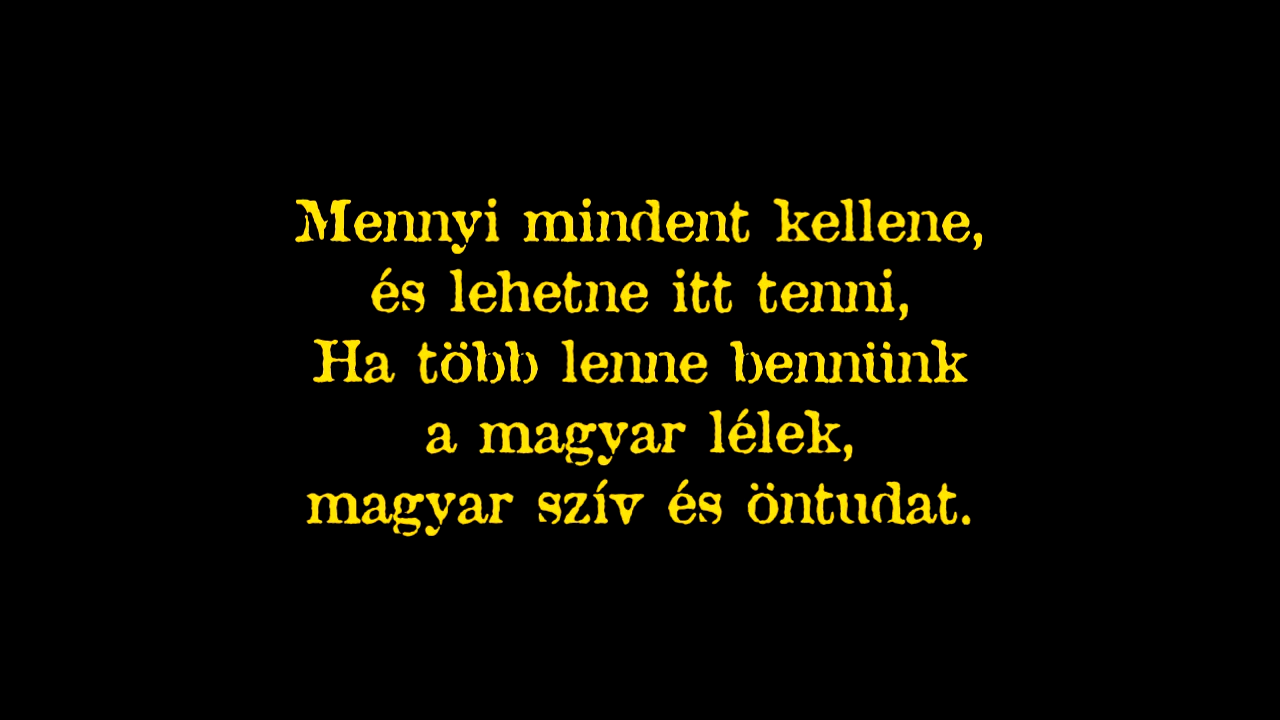 Mennyi mindent kellene,
és lehetne itt tenni,
Ha több lenne bennünk
a magyar lélek,
magyar szív és öntudat.